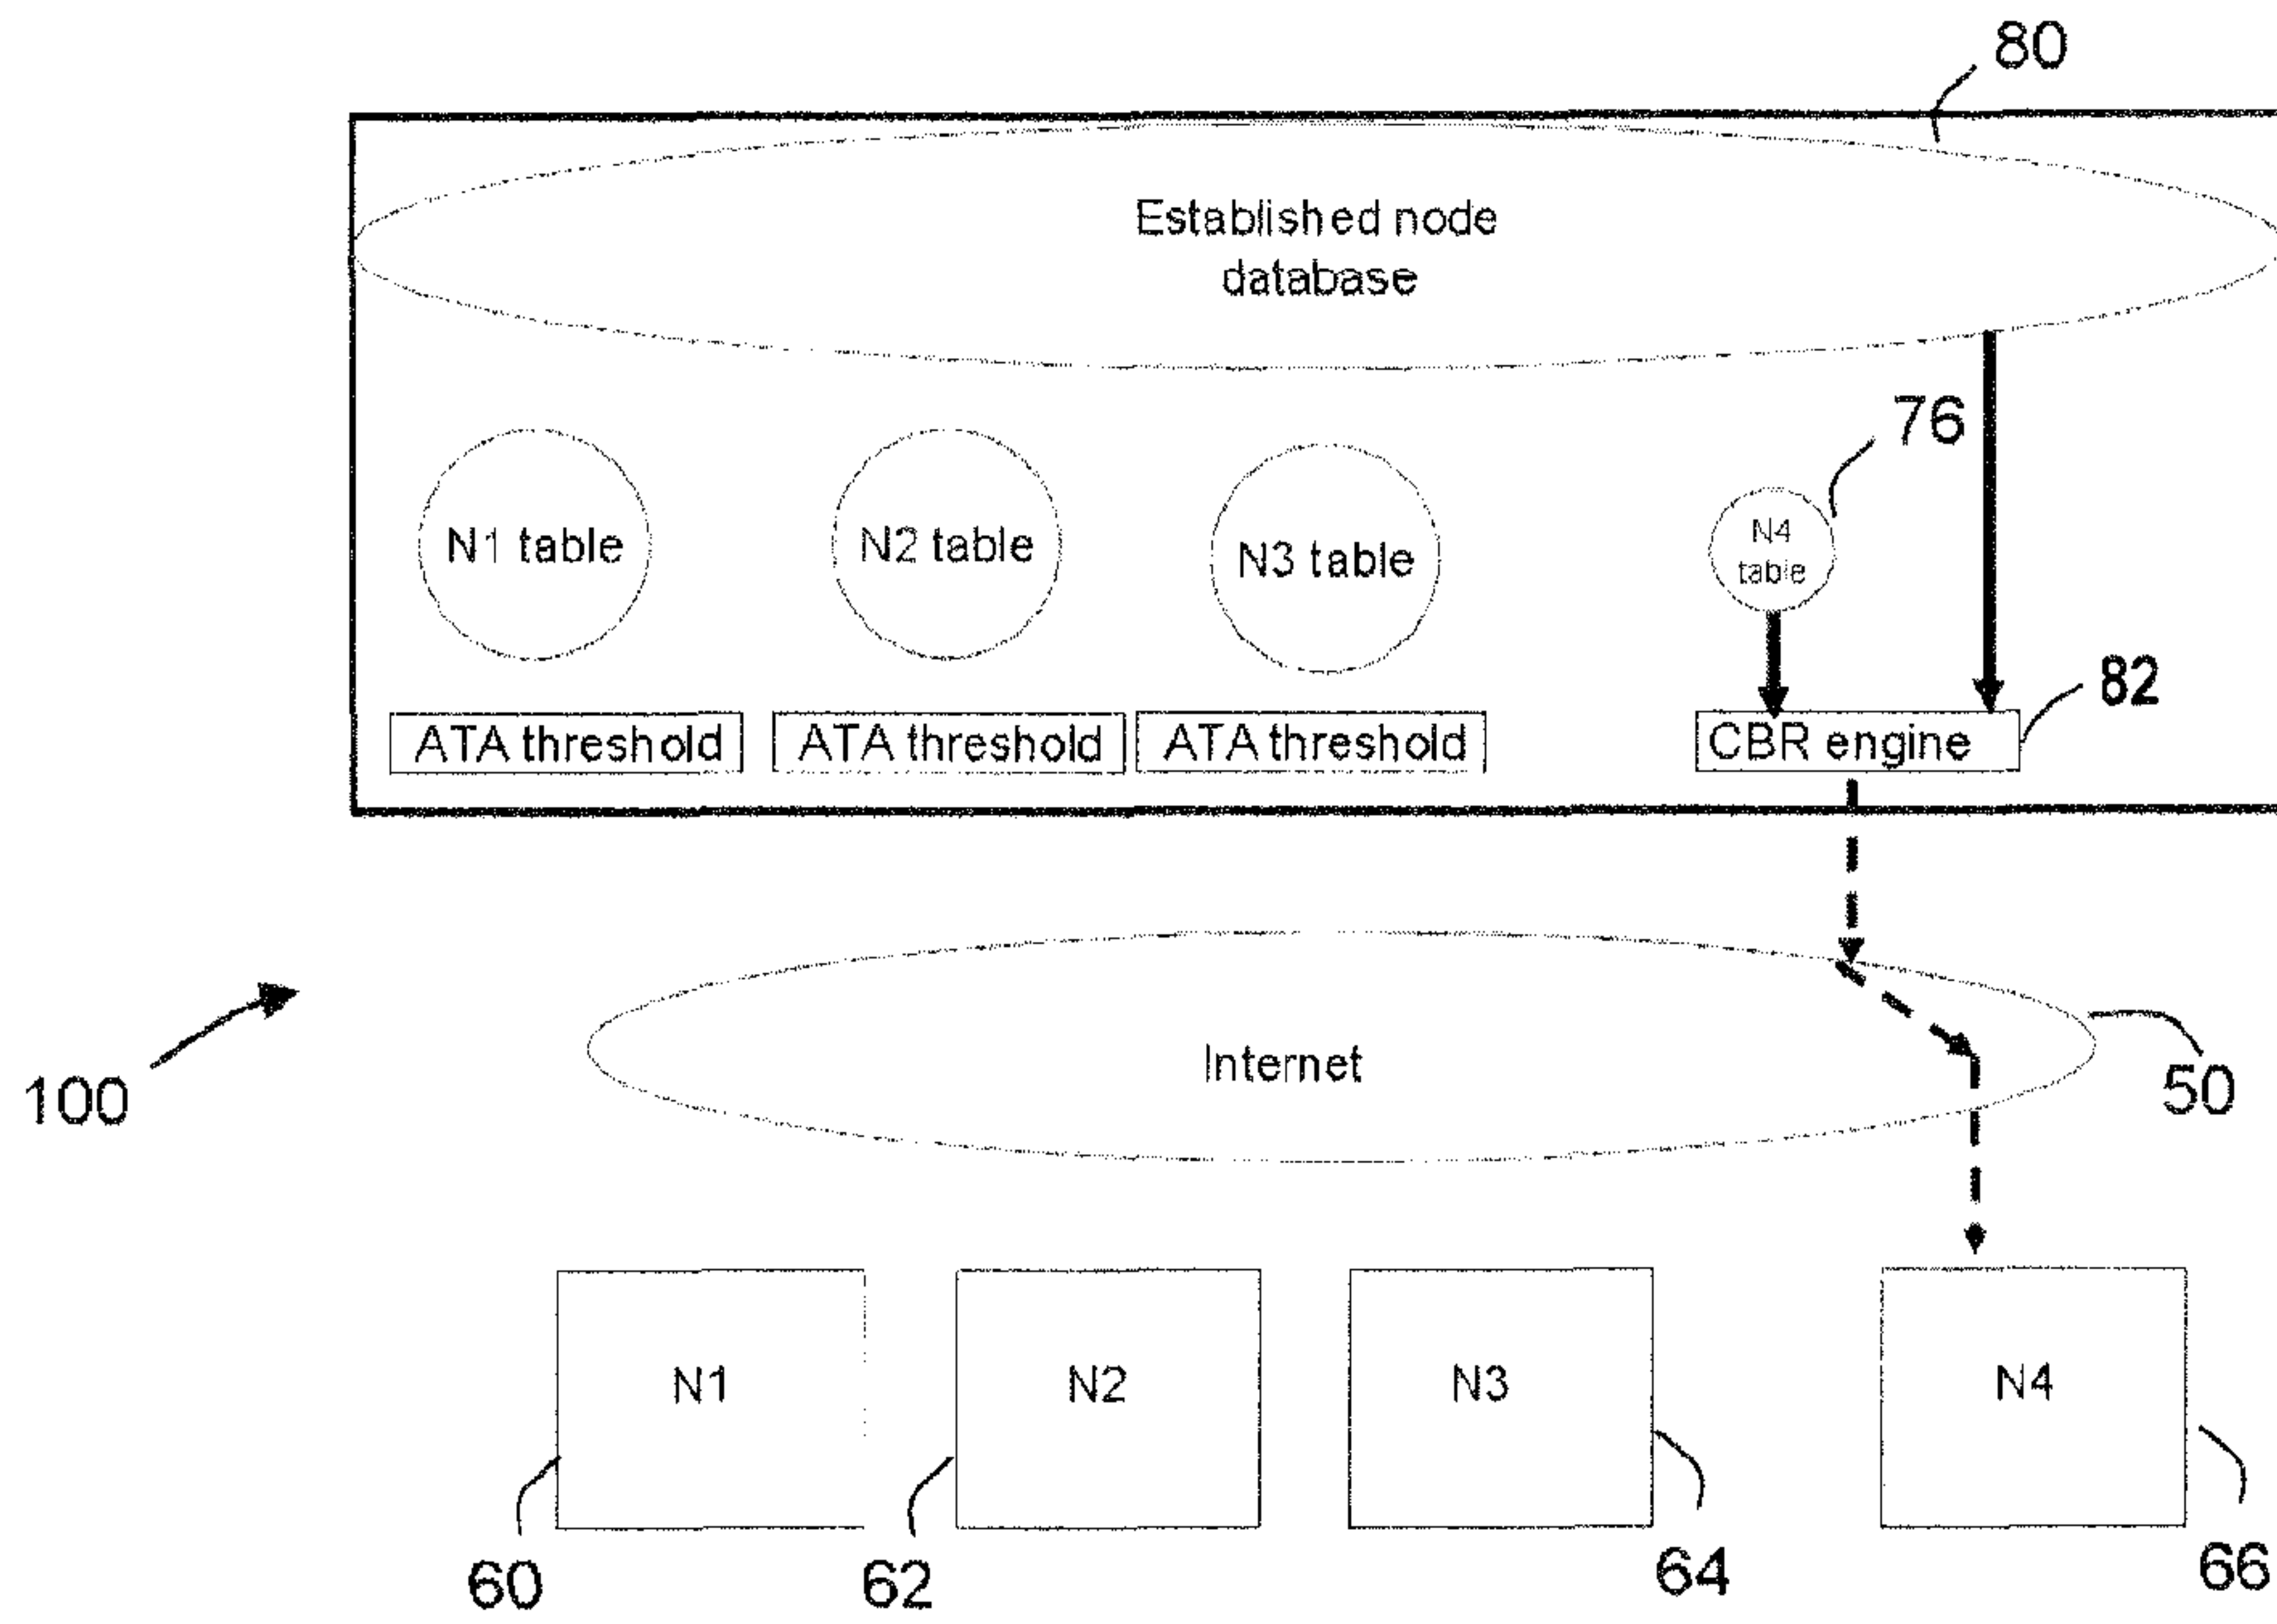 80
Established node
database
76
N1 table
N2 table
N3 table
N4
table
82
ATA threshold
ATA threshold
ATA threshold
CBR engine
100
Internet
50
N1
N2
N3
N4
60
62
64
66